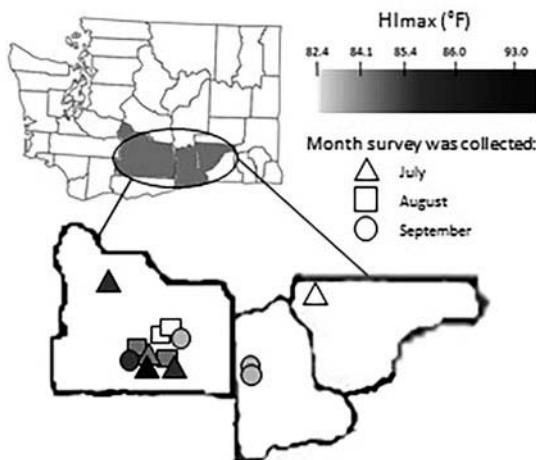 HImax (°F)
82.4 84.1 85.4 86.0 93.0
Month survey was collected:
July
August
September